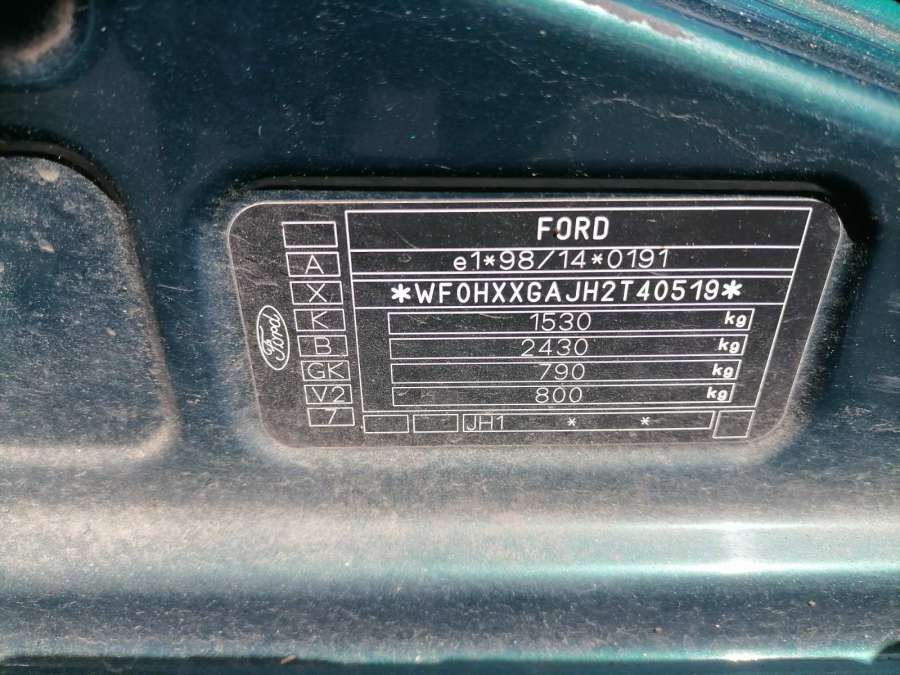 FORD
A
e1*98/14*0191
X
*WF0HXXGAJH2T40519*
K
1530 kg
B
2430 kg
GK
790 kg
V2
800 kg
7
JH1 * *
Ford